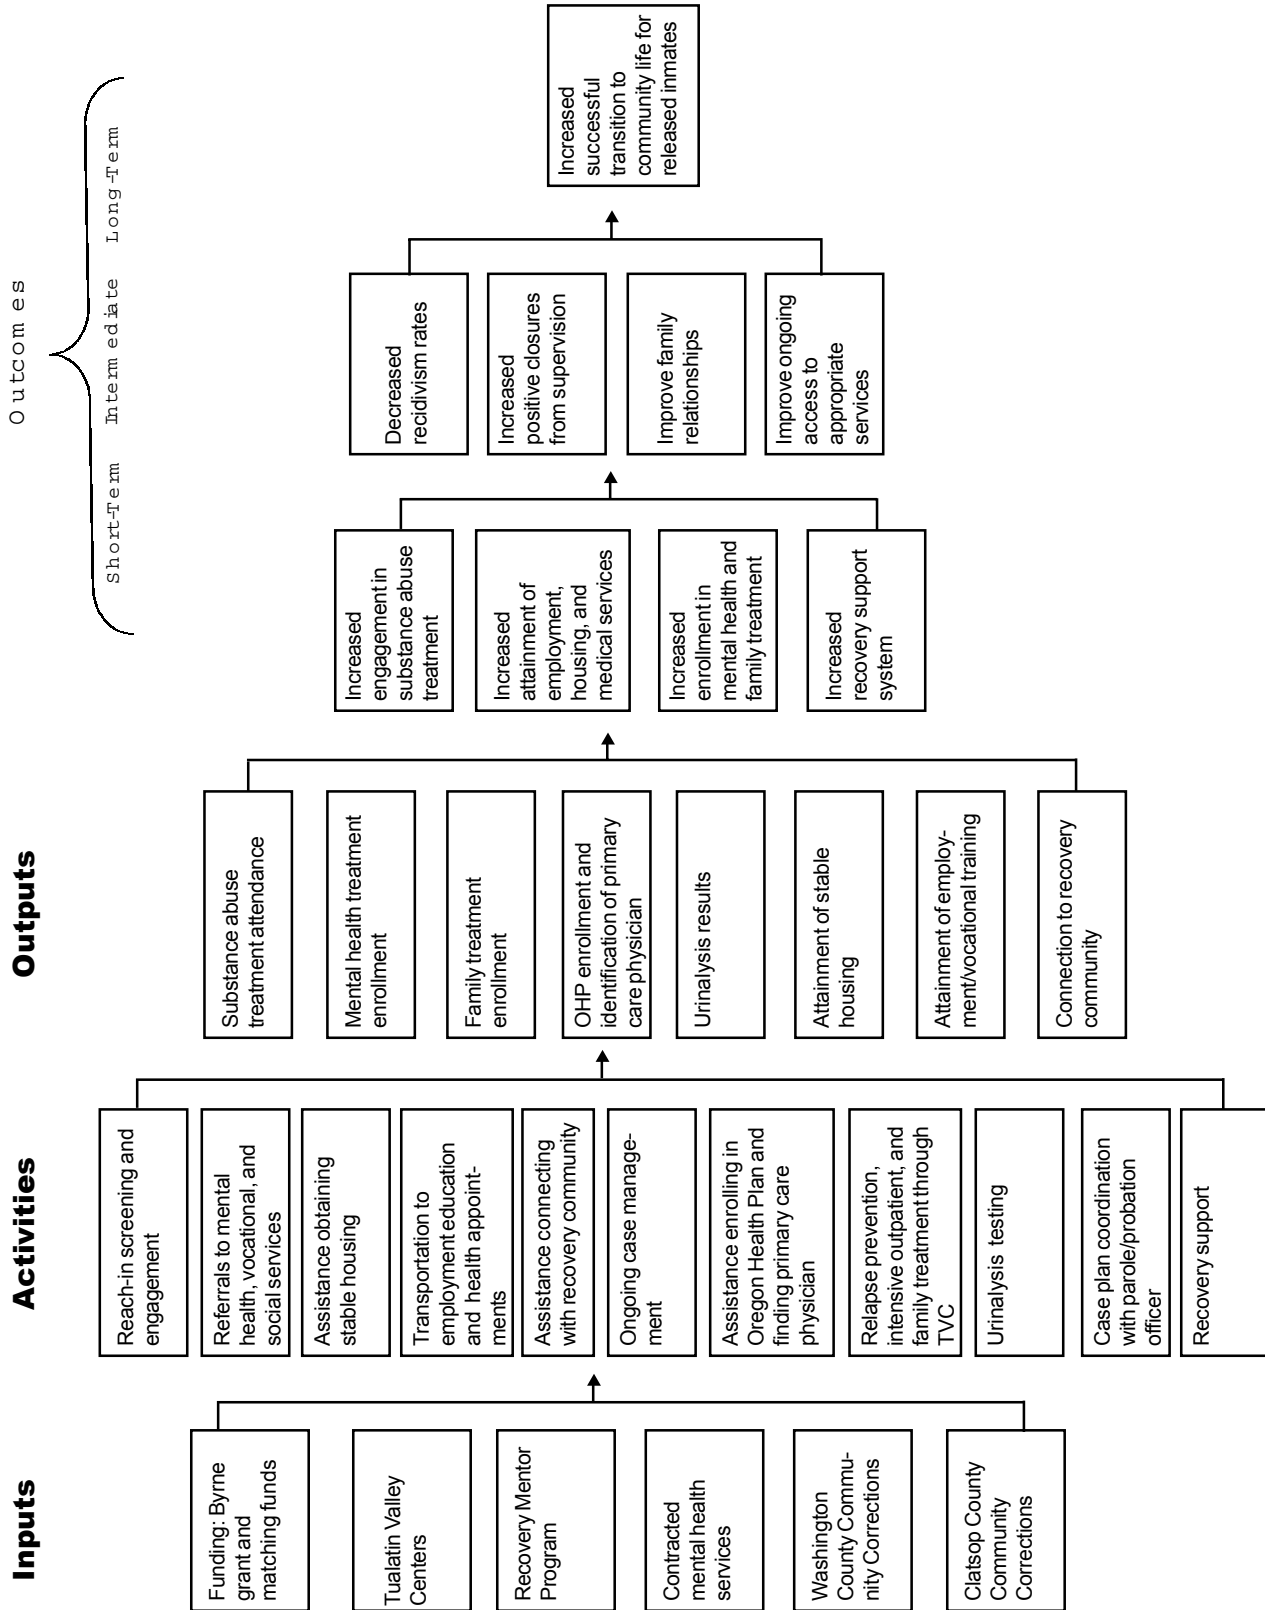 Inputs
Activities
Outputs
Outcomes
Short-Term
Intermediate
Long-Term
Funding: Byrne
grant and
matching funds
Tualatin Valley
Centers
Recovery Mentor
Program
Contracted
mental health
services
Washington
County Commu-
nity Corrections
Clatsop County
Community
Corrections
Reach-in screening and
engagement
Referrals to mental
health, vocational, and
social services
Assistance obtaining
stable housing
Transportation to
employment education
and health appoint-
ments
Assistance connecting
with recovery community
Ongoing case manage-
ment
Assistance enrolling in
Oregon Health Plan and
finding primary care
physician
Relapse prevention,
intensive outpatient, and
family treatment through
TVC
Urinalysis testing
Case plan coordination
with parole/probation
officer
Recovery support
Substance abuse
treatment attendance
Mental health treatment
enrollment
Family treatment
enrollment
OHP enrollment and
identification of primary
care physician
Urinalysis results
Attainment of stable
housing
Attainment of employ-
ment/vocational training
Connection to recovery
community
Increased
engagement in
substance abuse
treatment
Increased
attainment of
employment,
housing, and
medical services
Increased
enrollment in
mental health and
family treatment
Increased
recovery support
system
Decreased
recidivism rates
Increased
positive closures
from supervision
Improve family
relationships
Improve ongoing
access to
appropriate
services
Increased
successful
transition to
community life for
released inmates